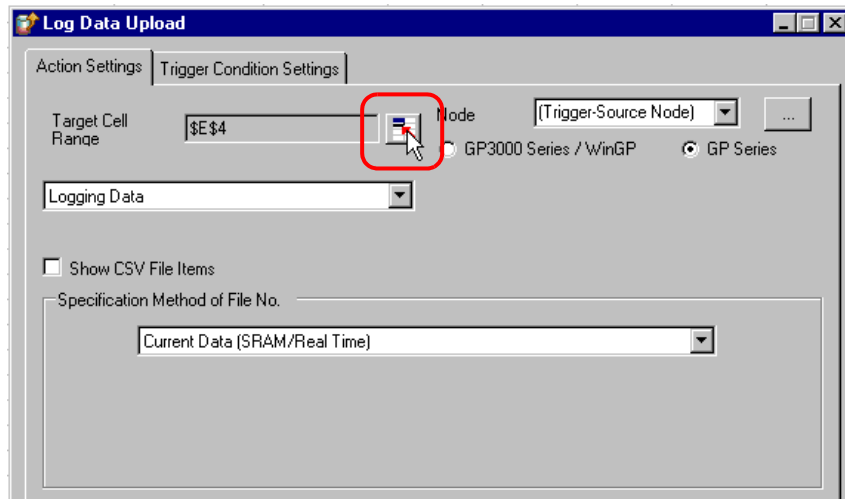 Log Data Upload
Action Settings
Trigger Condition Settings
Target Cell
Range
$E$4
Node
(Trigger-Source Node)
...
GP3000 Series / WinGP
GP Series
Logging Data
Show CSV File Items
Specification Method of File No.
Current Data (SRAM/Real Time)